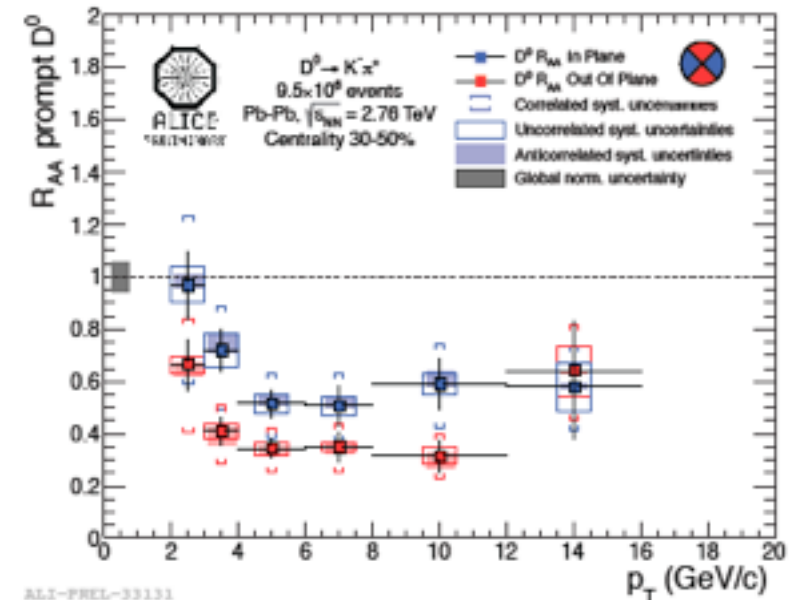 R_AA prompt D⁰
2
1.8
1.6
1.4
1.2
1
0.8
0.6
0.4
0.2
0
ALICE
D⁰→ K⁻π⁺
9.5×10⁶ events
Pb-Pb, √s_NN = 2.76 TeV
Centrality 30-50%
D⁰ R_AA In Plane
D⁰ R_AA Out Of Plane
Correlated syst.
Uncorrelated syst. uncertainties
Anticorrelated syst.
Global norm. uncertainty
0 2 4 6 8 10 12 14 16 18 20
p_T (GeV/c)
ALI-PREL-33131